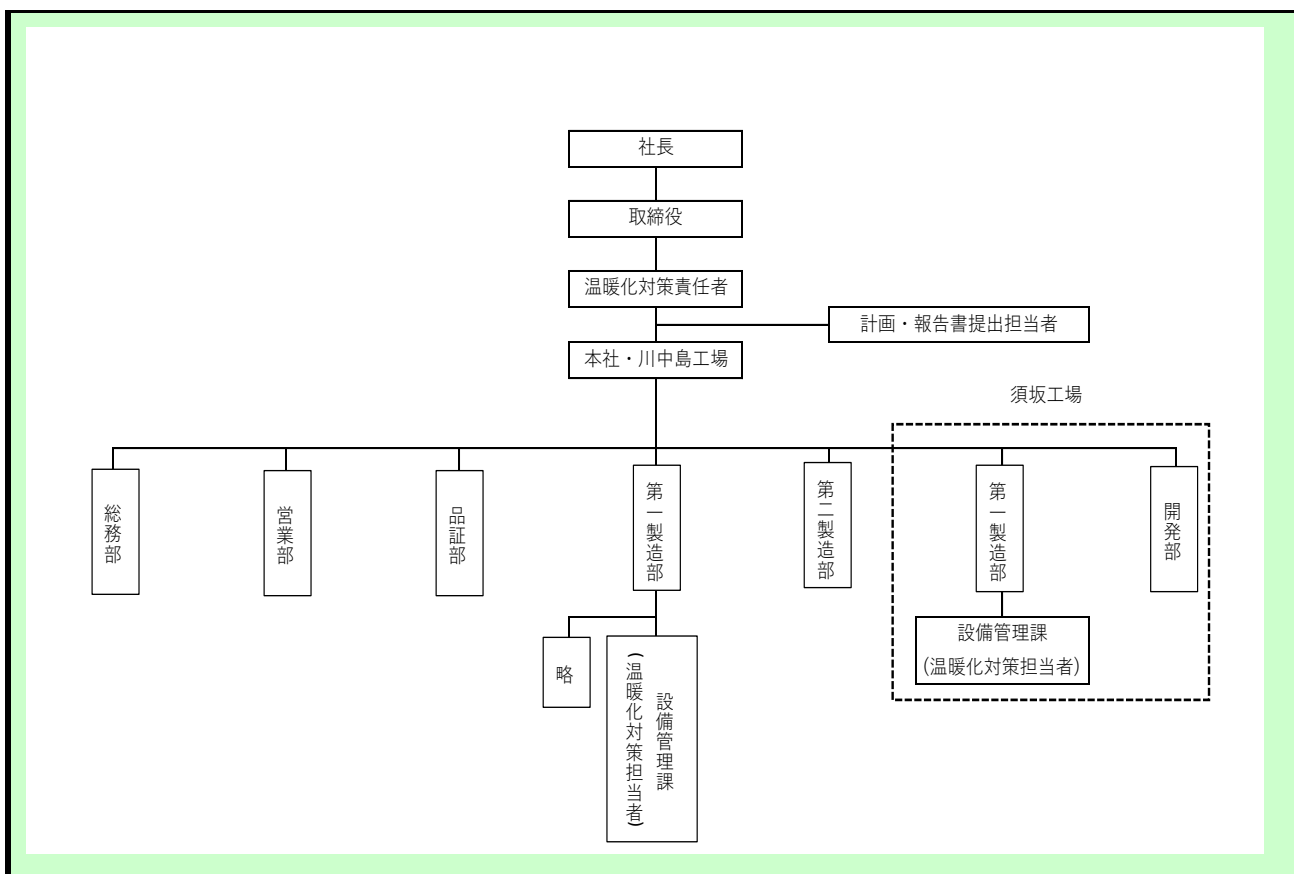 社長
取締役
温暖化対策責任者
計画・報告書提出担当者
本社・川中島工場
須坂工場
総務部
営業部
品証部
第一製造部
第二製造部
第一製造部
開発部
略
設備管理課
(温暖化対策担当者)
設備管理課
(温暖化対策担当者)